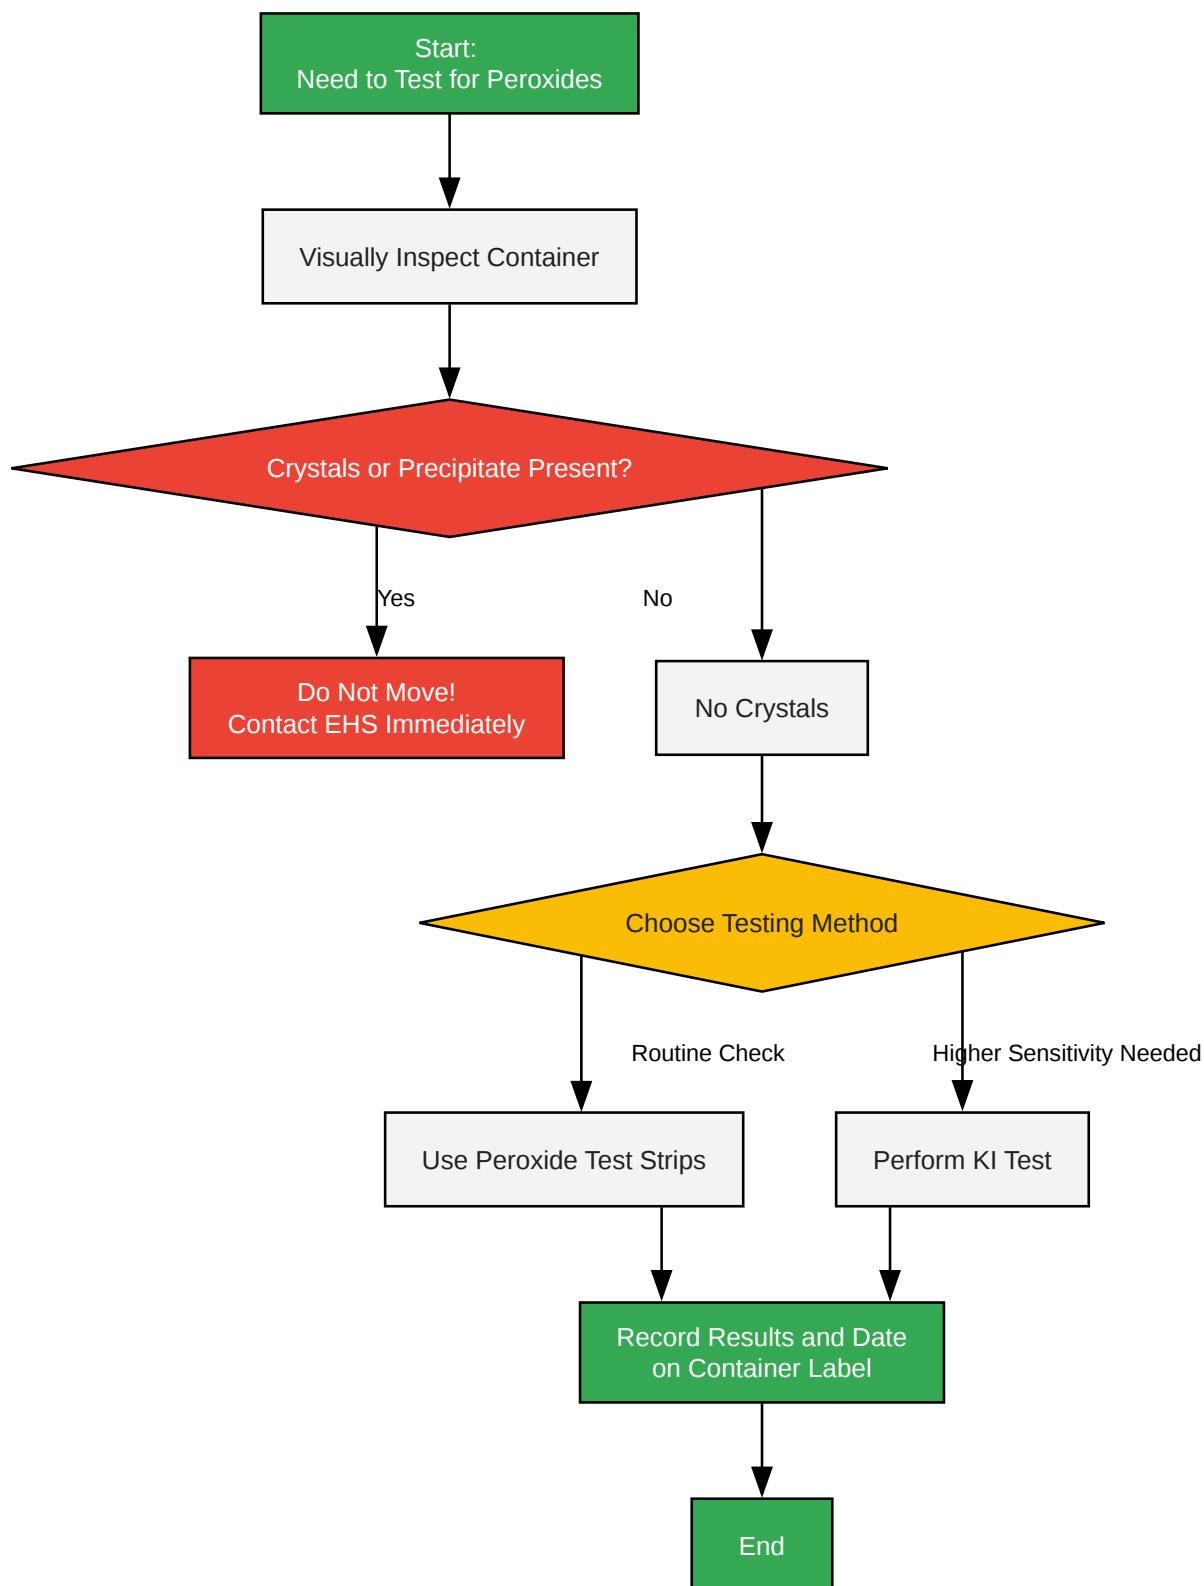 Start:
Need to Test for Peroxides
Visually Inspect Container
Crystals or Precipitate Present?
Yes
No
Do Not Move!
Contact EHS Immediately
No Crystals
Choose Testing Method
Routine Check
Higher Sensitivity Needed
Use Peroxide Test Strips
Perform KI Test
Record Results and Date
on Container Label
End